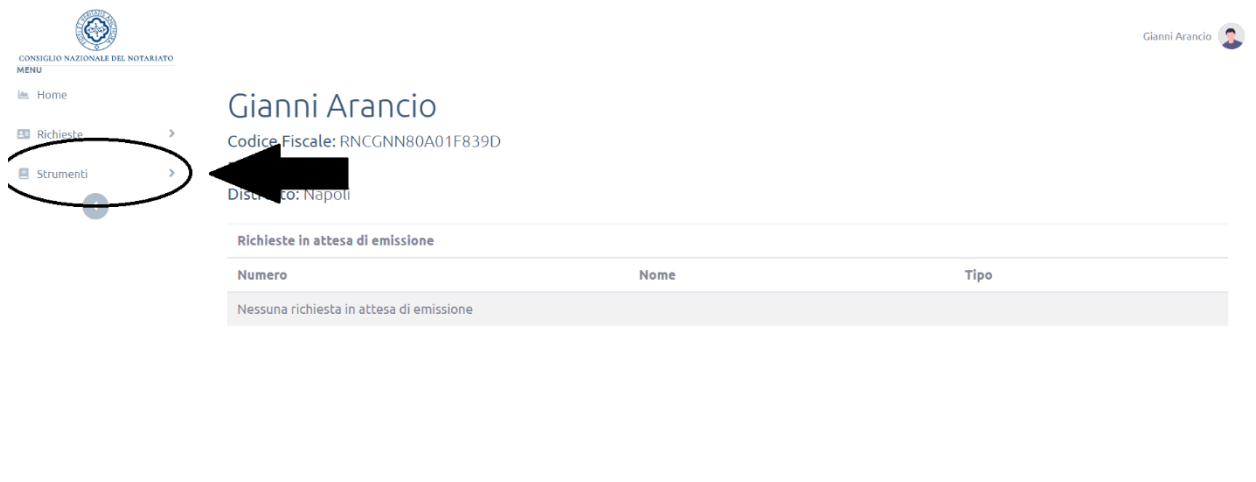 CONSIGLIO NAZIONALE DEL NOTARIATO
MENU
Home
Richieste
Strumenti
Gianni Arancio
Gianni Arancio
Codice Fiscale: RNCGNN80A01F839D
Distretto: Napoli
Richieste in attesa di emissione
Numero Nome Tipo
Nessuna richiesta in attesa di emissione